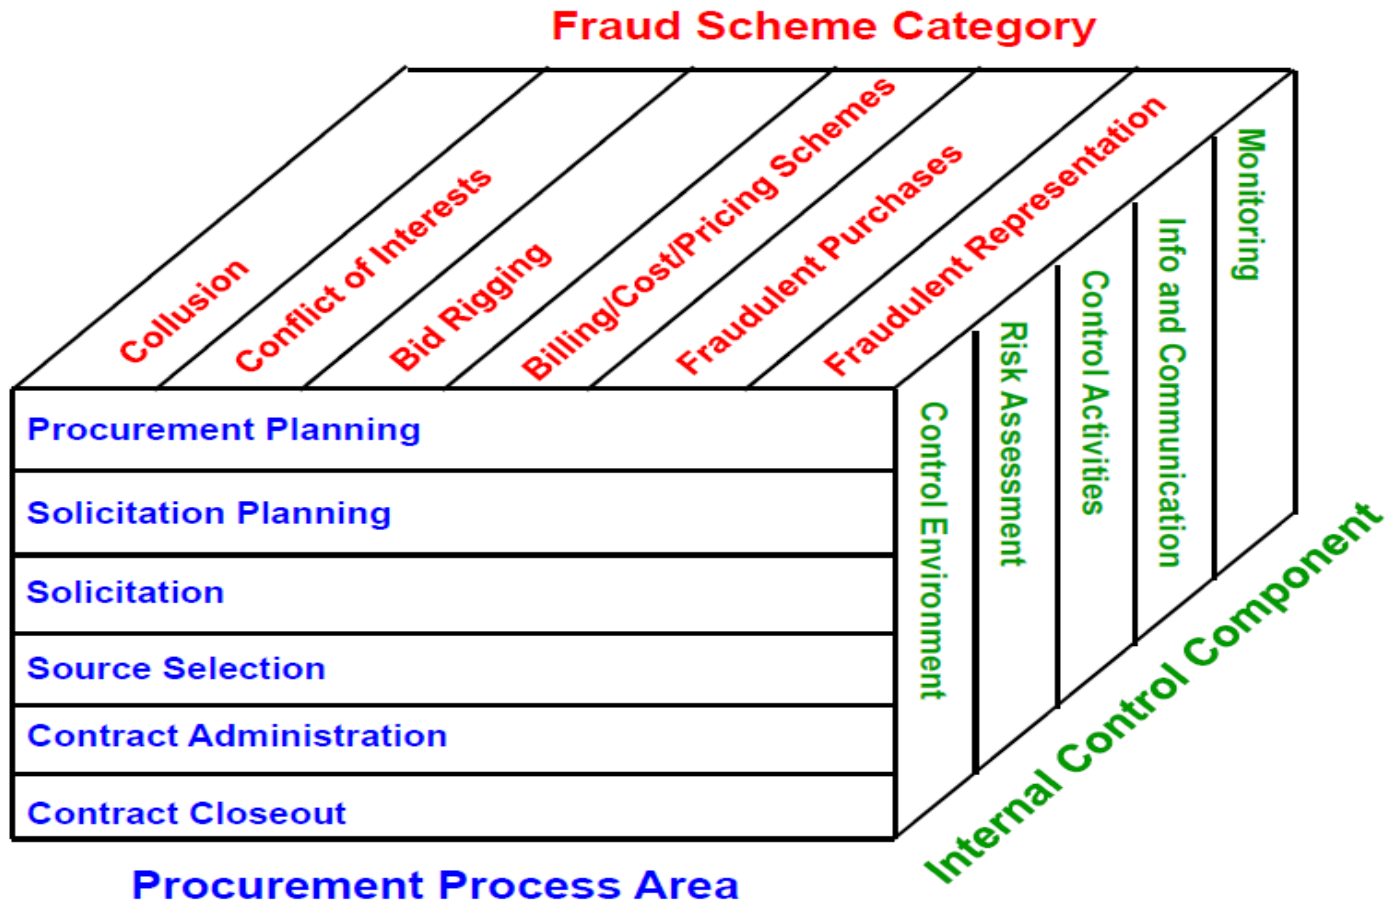 Fraud Scheme Category
Collusion
Conflict of Interests
Bid Rigging
Billing/Cost/Pricing Schemes
Fraudulent Purchases
Fraudulent Representation
Procurement Planning
Solicitation Planning
Solicitation
Source Selection
Contract Administration
Contract Closeout
Procurement Process Area
Control Environment
Risk Assessment
Control Activities
Info and Communication
Monitoring
Internal Control Component